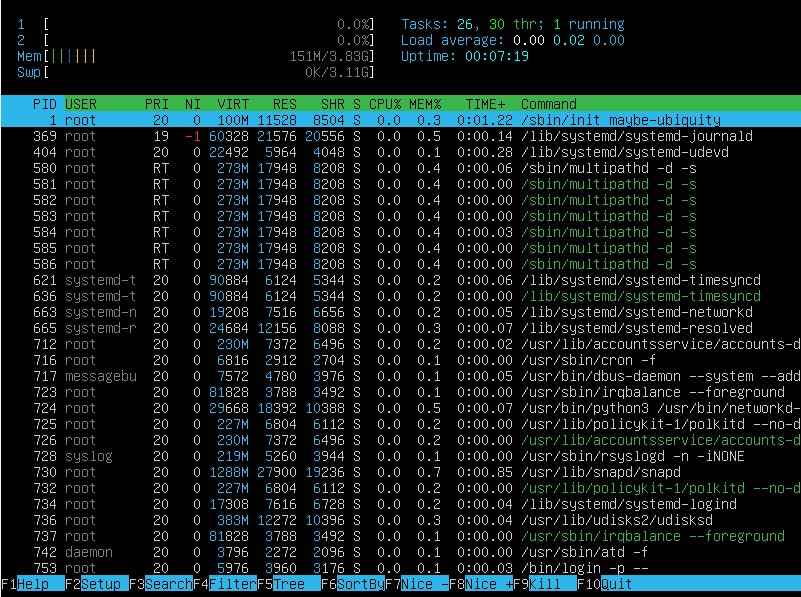 1 [ 0.0%] Tasks: 26, 30 thr; 1 running
2 [ 0.0%] Load average: 0.00 0.02 0.00
Mem[|||||| 151M/3.83G] Uptime: 00:07:19
Swp[ 0K/3.11G]
PID USER PRI NI VIRT RES SHR S CPU% MEM% TIME+ Command
1 root 20 0 100M 11528 8504 S 0.0 0.3 0:01.22 /sbin/init maybe-ubiquity
369 root 19 -1 60328 21576 20556 S 0.0 0.5 0:00.14 /lib/systemd/systemd-journald
404 root 20 0 22492 5964 4048 S 0.0 0.1 0:00.28 /lib/systemd/systemd-udevd
580 root RT 0 273M 17948 8208 S 0.0 0.4 0:00.06 /sbin/multipathd -d -s
581 root RT 0 273M 17948 8208 S 0.0 0.4 0:00.00 /sbin/multipathd -d -s
582 root RT 0 273M 17948 8208 S 0.0 0.4 0:00.00 /sbin/multipathd -d -s
583 root RT 0 273M 17948 8208 S 0.0 0.4 0:00.00 /sbin/multipathd -d -s
584 root RT 0 273M 17948 8208 S 0.0 0.4 0:00.03 /sbin/multipathd -d -s
585 root RT 0 273M 17948 8208 S 0.0 0.4 0:00.00 /sbin/multipathd -d -s
586 root RT 0 273M 17948 8208 S 0.0 0.4 0:00.00 /sbin/multipathd -d -s
621 systemd-t 20 0 90884 6124 5344 S 0.0 0.2 0:00.06 /lib/systemd/systemd-timesyncd
636 systemd-t 20 0 90884 6124 5344 S 0.0 0.2 0:00.00 /lib/systemd/systemd-timesyncd
663 systemd-n 20 0 19208 7516 6656 S 0.0 0.2 0:00.05 /lib/systemd/systemd-networkd
665 systemd-r 20 0 24684 12156 8088 S 0.0 0.3 0:00.07 /lib/systemd/systemd-resolved
712 root 20 0 230M 7372 6496 S 0.0 0.2 0:00.02 /usr/lib/accountsservice/accounts-d
716 root 20 0 6816 2912 2704 S 0.0 0.1 0:00.00 /usr/sbin/cron -f
717 messagebu 20 0 7572 4780 3976 S 0.0 0.1 0:00.05 /usr/bin/dbus-daemon --system --add
723 root 20 0 81828 3788 3492 S 0.0 0.1 0:00.01 /usr/sbin/irqbalance --foreground
724 root 20 0 29668 18392 10388 S 0.0 0.5 0:00.07 /usr/bin/python3 /usr/bin/networkd-
725 root 20 0 227M 6804 6112 S 0.0 0.2 0:00.00 /usr/lib/policykit-1/polkitd --no-d
726 root 20 0 230M 7372 6496 S 0.0 0.2 0:00.00 /usr/lib/accountsservice/accounts-d
728 syslog 20 0 219M 5260 3944 S 0.0 0.1 0:00.01 /usr/sbin/rsyslogd -n -iNONE
730 root 20 0 1288M 27900 19236 S 0.0 0.7 0:00.85 /usr/lib/snapd/snapd
732 root 20 0 227M 6804 6112 S 0.0 0.2 0:00.00 /usr/lib/policykit-1/polkitd --no-d
734 root 20 0 17308 7616 6728 S 0.0 0.2 0:00.04 /lib/systemd/systemd-logind
736 root 20 0 383M 12272 10396 S 0.0 0.3 0:00.04 /usr/lib/udisks2/udisksd
737 root 20 0 81828 3788 3492 S 0.0 0.1 0:00.00 /usr/sbin/irqbalance --foreground
742 daemon 20 0 3796 2272 2096 S 0.0 0.1 0:00.00 /usr/sbin/atd -f
753 root 20 0 5976 3960 3176 S 0.0 0.1 0:00.01 /bin/login -p --
F1Help F2Setup F3SearchF4FilterF5Tree F6SortByF7Nice -F8Nice +F9Kill F10Quit